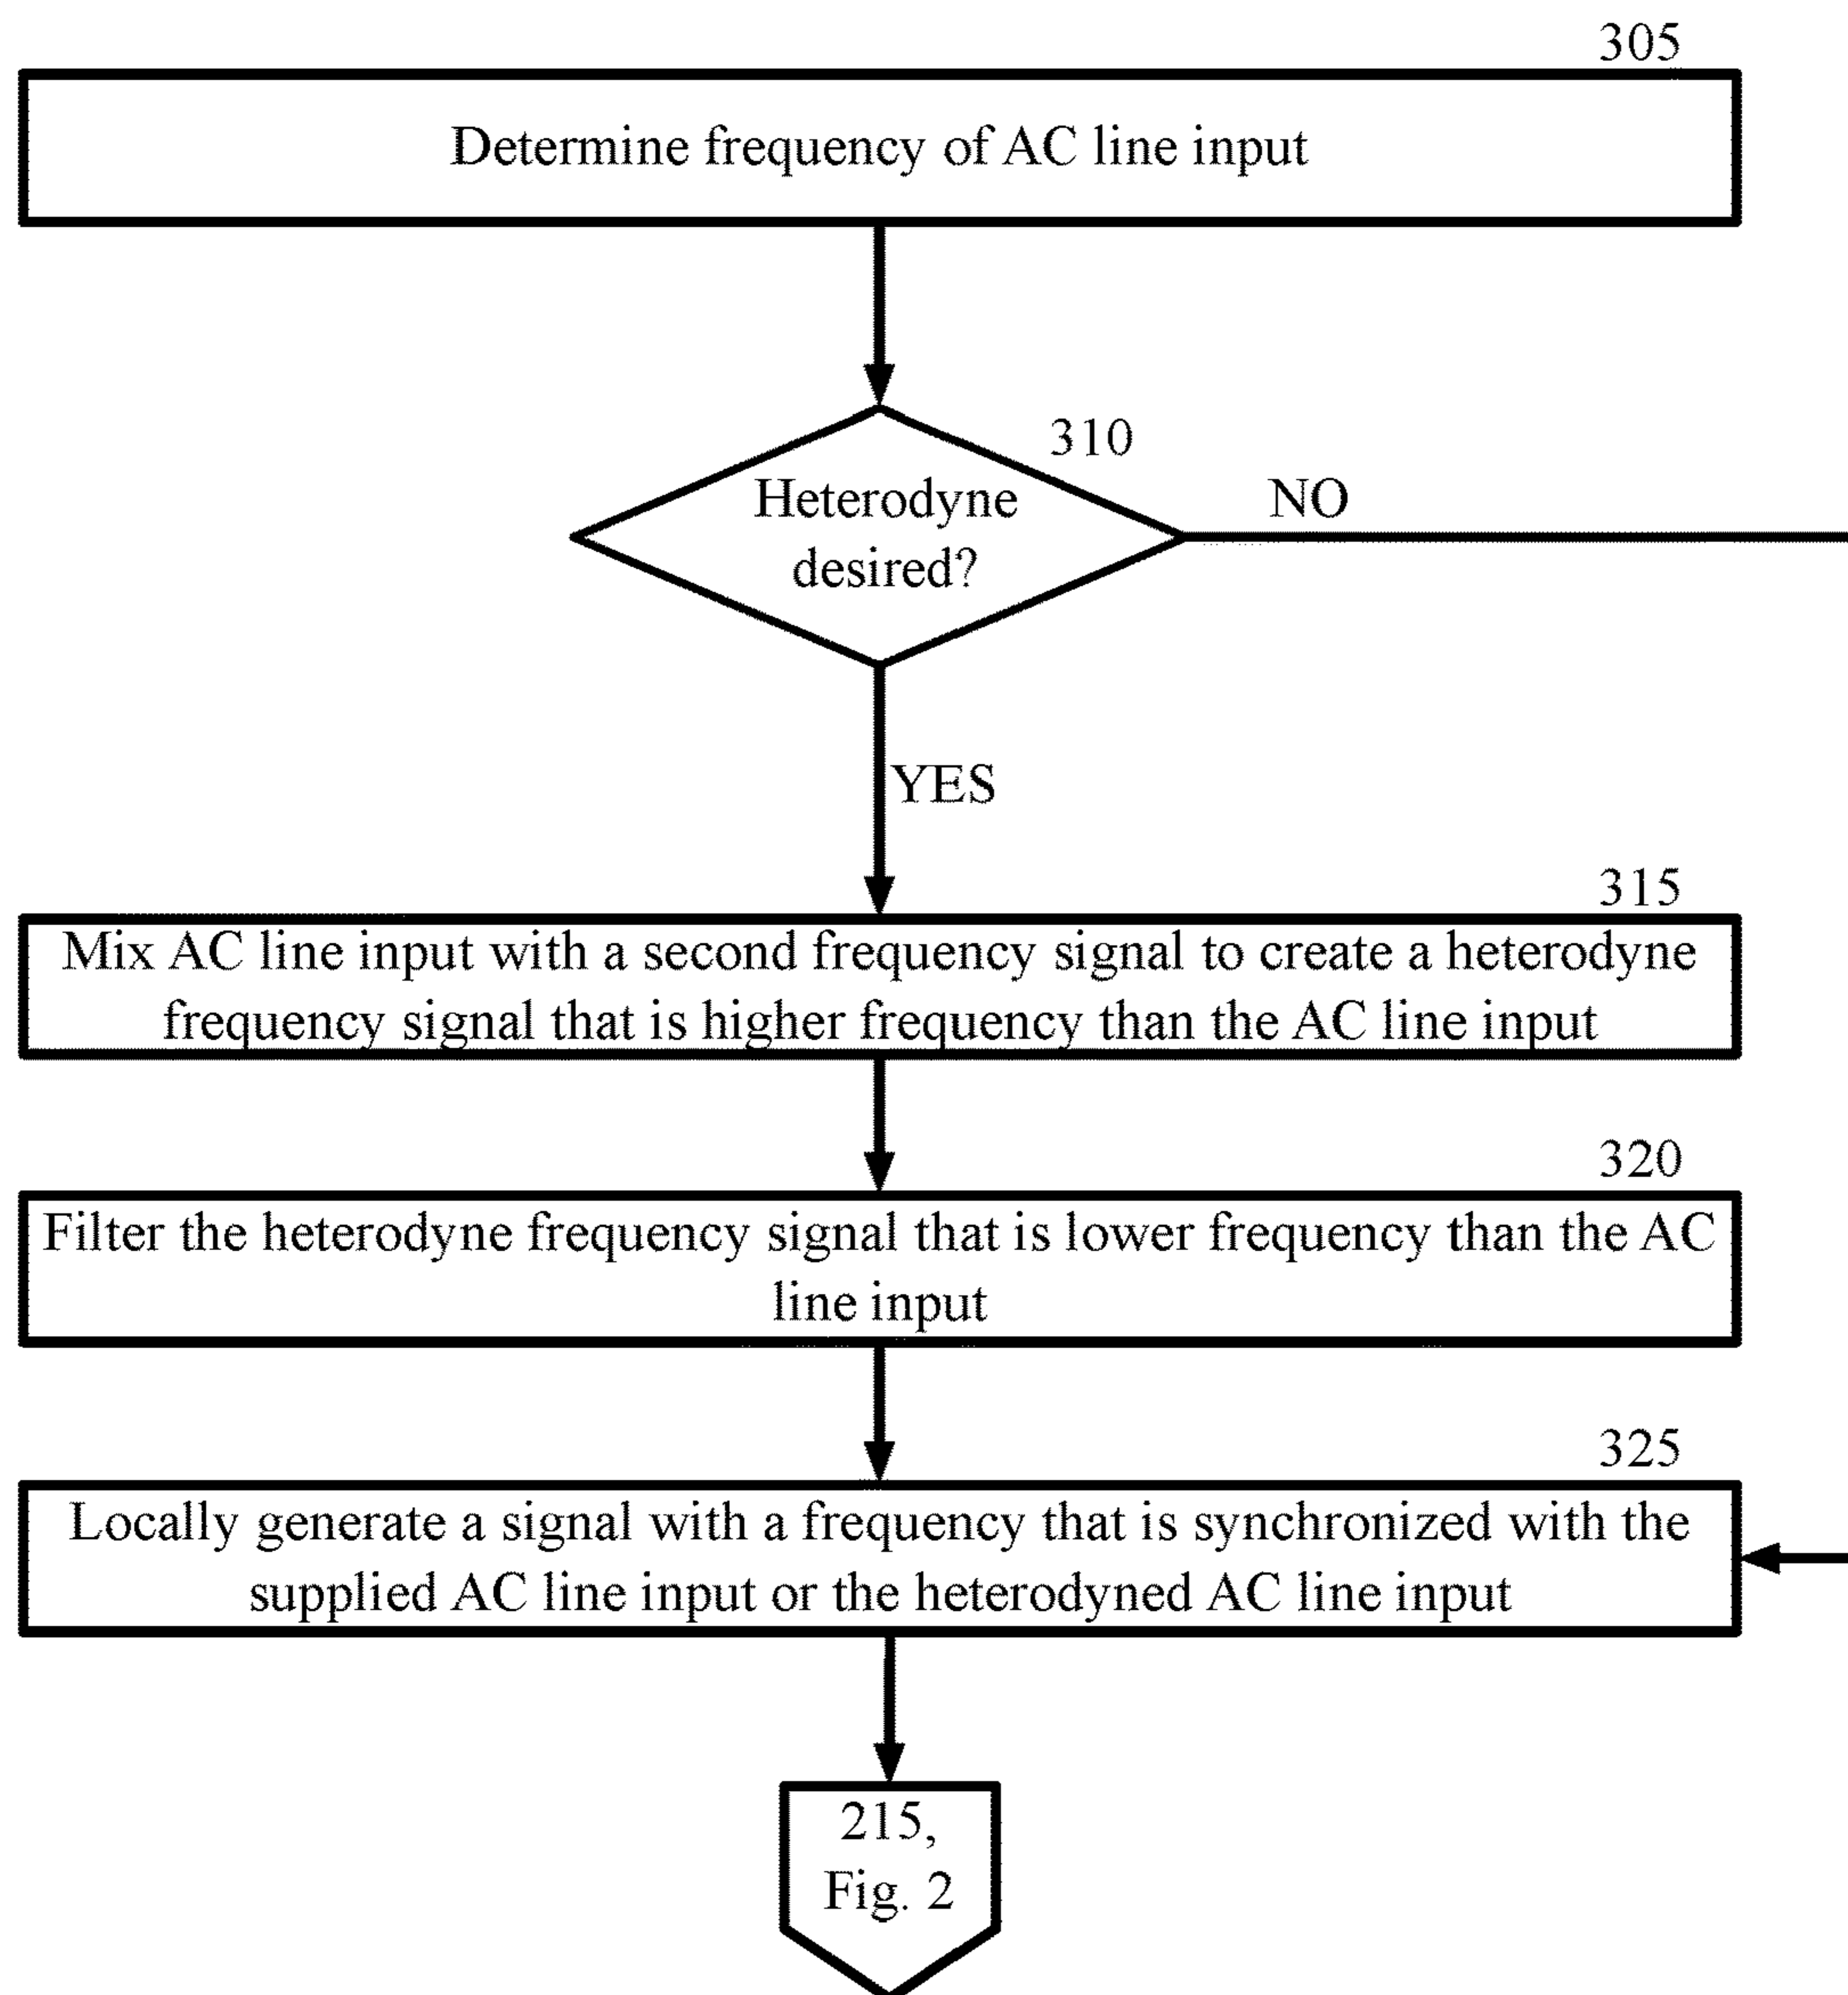 305
Determine frequency of AC line input
310
Heterodyne
desired?
NO
YES
315
Mix AC line input with a second frequency signal to create a heterodyne
frequency signal that is higher frequency than the AC line input
320
Filter the heterodyne frequency signal that is lower frequency than the AC
line input
325
Locally generate a signal with a frequency that is synchronized with the
supplied AC line input or the heterodyned AC line input
215,
Fig. 2